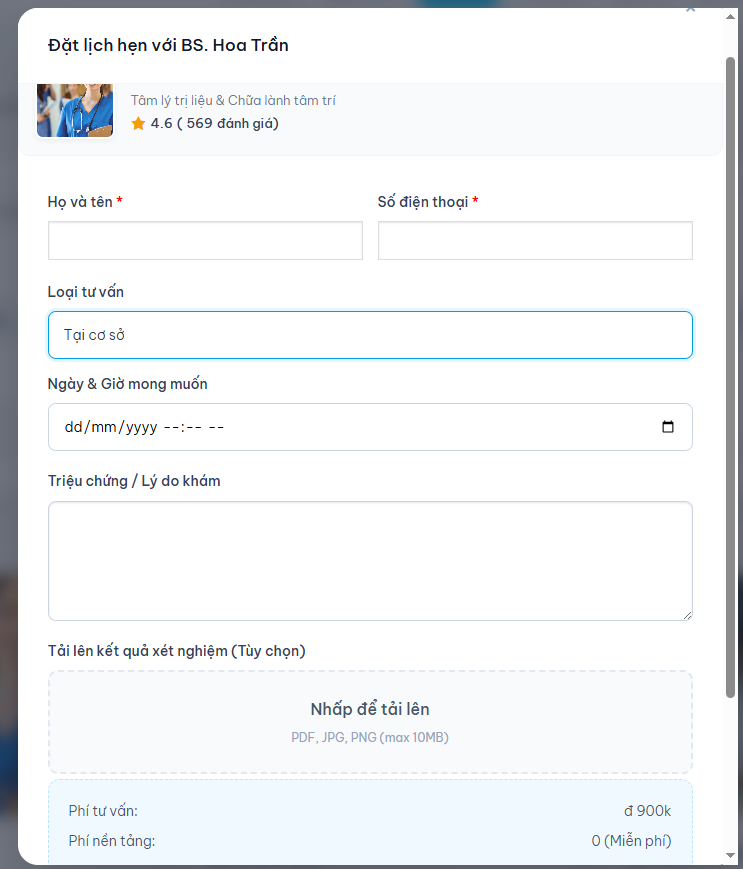 Đặt lịch hẹn với BS. Hoa Trần
Tâm lý trị liệu & Chữa lành tâm trí
4.6 ( 569 đánh giá)
Họ và tên *
Số điện thoại *
Loại tư vấn
Tại cơ sở
Ngày & Giờ mong muốn
dd/mm/yyyy --:-- --
Triệu chứng / Lý do khám
Tải lên kết quả xét nghiệm (Tùy chọn)
Nhấp để tải lên
PDF, JPG, PNG (max 10MB)
Phí tư vấn: đ 900k
Phí nền tảng: 0 (Miễn phí)